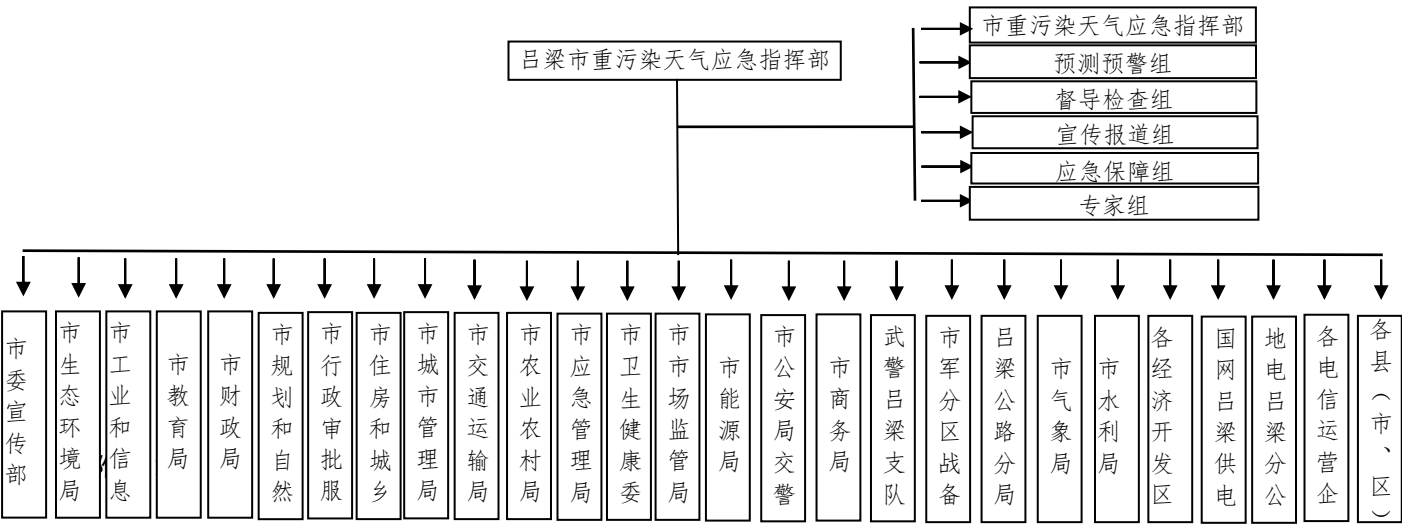 吕梁市重污染天气应急指挥部
市重污染天气应急指挥部
预测预警组
督导检查组
宣传报道组
应急保障组
专家组
市委宣传部
市生态环境局
市工业和信息
市教育局
市财政局
市规划和自然
市行政审批服
市住房和城乡
市城市管理局
市交通运输局
市农业农村局
市应急管理局
市卫生健康委
市市场监管局
市能源局
市公安局交警
市商务局
武警吕梁支队
市军分区战备
吕梁公路分局
市气象局
市水利局
各经济开发区
国网吕梁供电
地电吕梁分公
各电信运营企
各县（市、区）